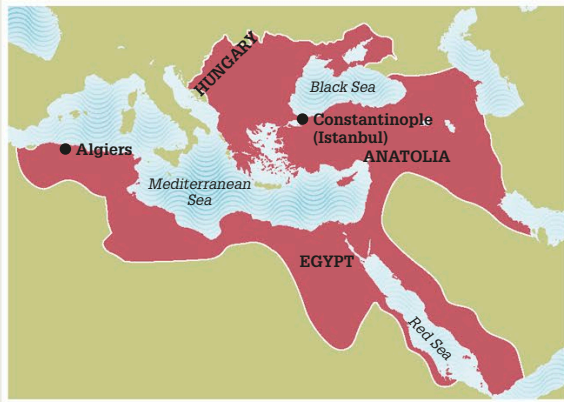 HUNGARY
Black Sea
Constantinople
(Istanbul)
Algiers
ANATOLIA
Mediterranean
Sea
EGYPT
Red Sea